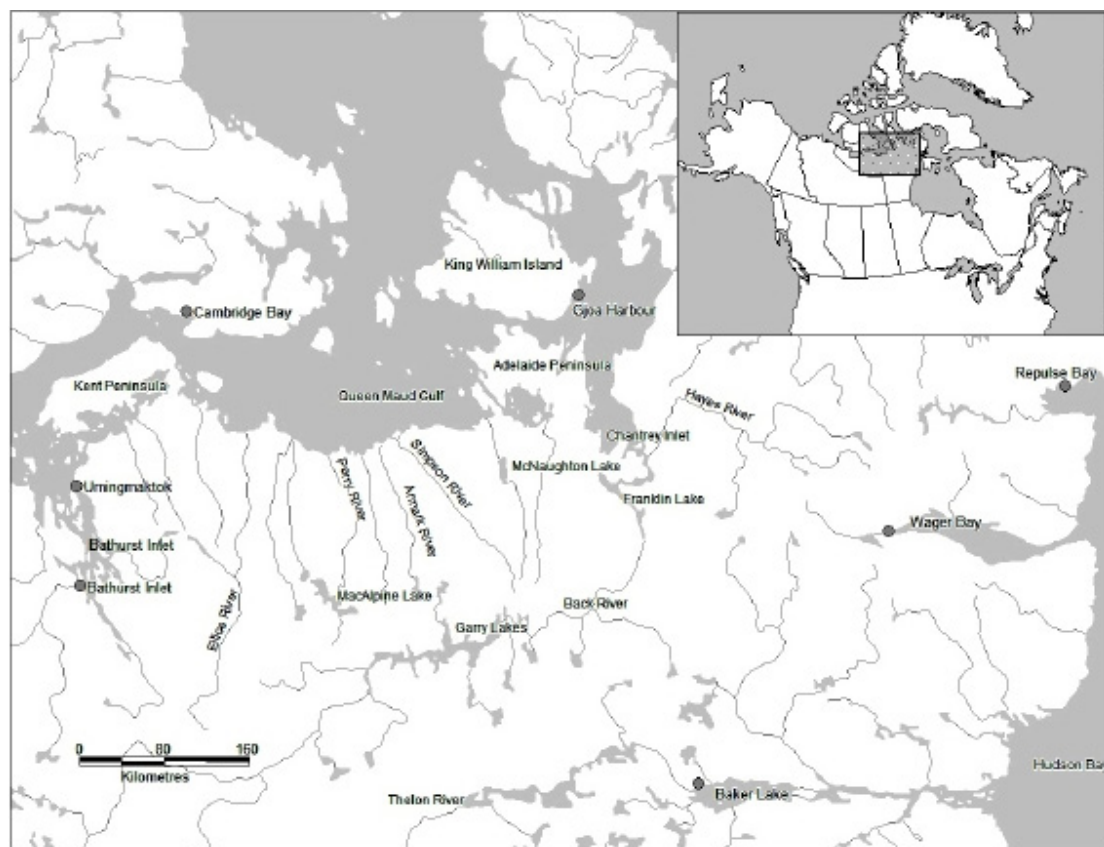 King William Island
Cambridge Bay
Gjoa Harbour
Adelaide Peninsula
Repulse Bay
Kent Peninsula
Queen Maud Gulf
Hayes River
Chantrey Inlet
Simpson River
McNaughton Lake
Perry River
Armark River
Umingmaktok
Franklin Lake
Wager Bay
Bathurst Inlet
Bathurst Inlet
MacAlpine Lake
Back River
Ellice River
Garry Lakes
0 80 160
Kilometres
Hudson Bay
Thelon River
Baker Lake